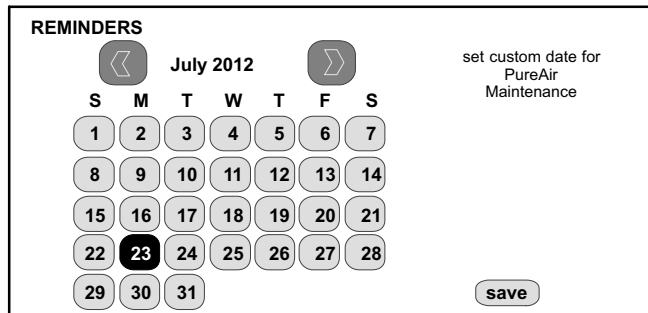 REMINDERS
July 2012
set custom date for
PureAir
Maintenance
S M T W T F S
1 2 3 4 5 6 7
8 9 10 11 12 13 14
15 16 17 18 19 20 21
22 23 24 25 26 27 28
29 30 31
save